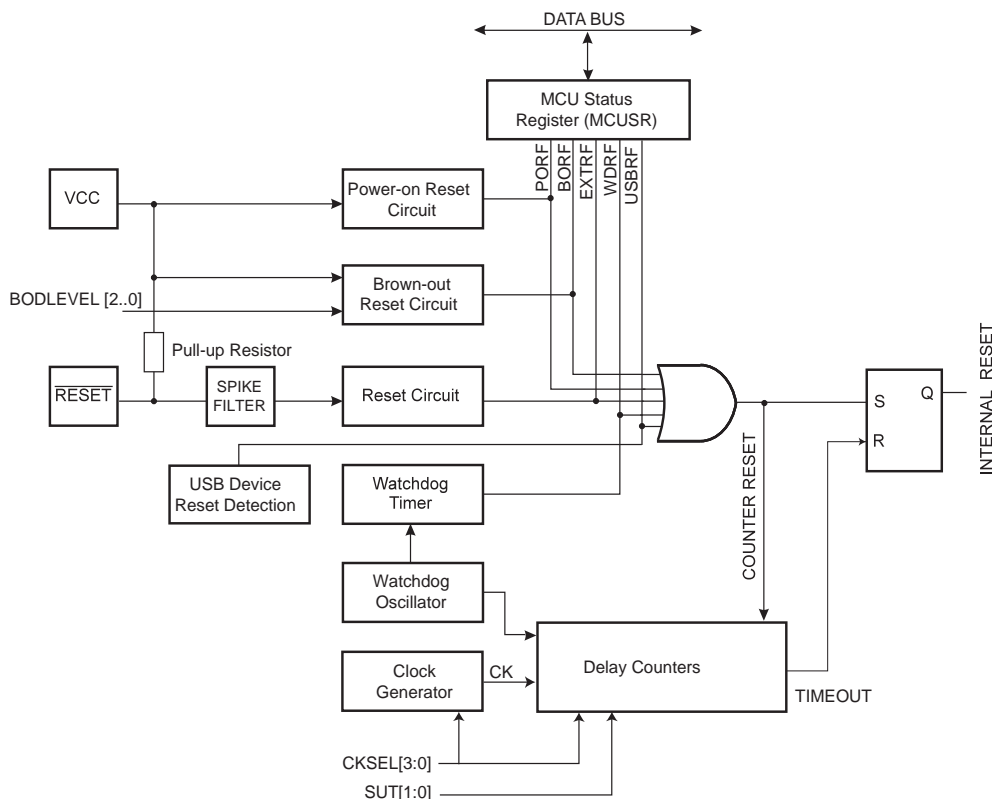 DATA BUS
MCU Status
Register (MCUSR)
PORF
BORF
EXTRF
WDRF
USBRF
VCC
Power-on Reset
Circuit
Brown-out
Reset Circuit
BODLEVEL [2..0]
Pull-up Resistor
RESET
SPIKE
FILTER
Reset Circuit
S
Q
R
INTERNAL RESET
USB Device
Reset Detection
Watchdog
Timer
COUNTER RESET
Watchdog
Oscillator
Clock
Generator
CK
Delay Counters
TIMEOUT
CKSEL[3:0]
SUT[1:0]